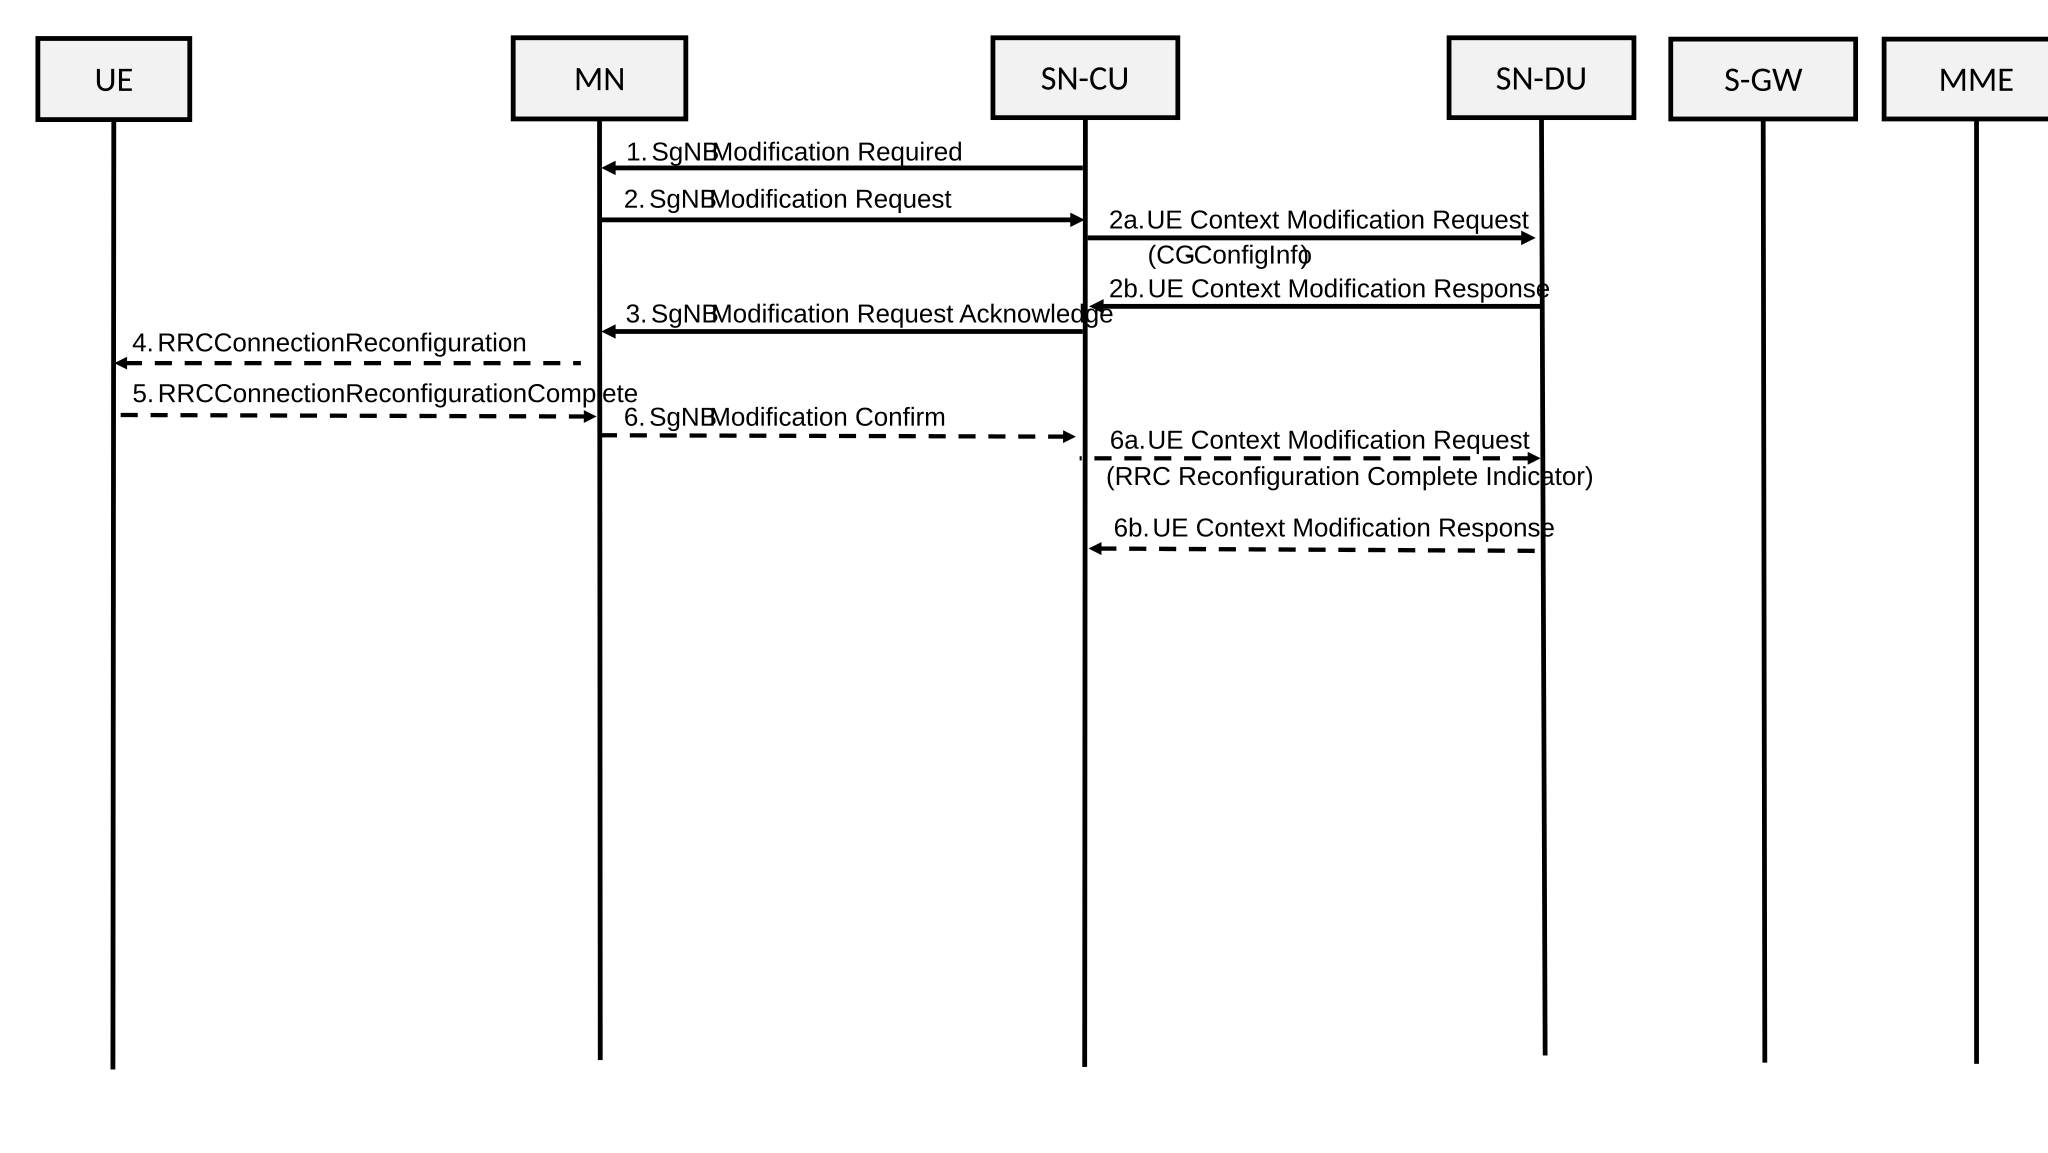 UE
MN
SN-CU
SN-DU
S-GW
MME
1. SgNB Modification Required
2. SgNB Modification Request
2a. UE Context Modification Request
(CG-ConfigInfo)
2b. UE Context Modification Response
3. SgNB Modification Request Acknowledge
4. RRCConnectionReconfiguration
5. RRCConnectionReconfigurationComplete
6. SgNB Modification Confirm
6a. UE Context Modification Request
(RRC Reconfiguration Complete Indicator)
6b. UE Context Modification Response